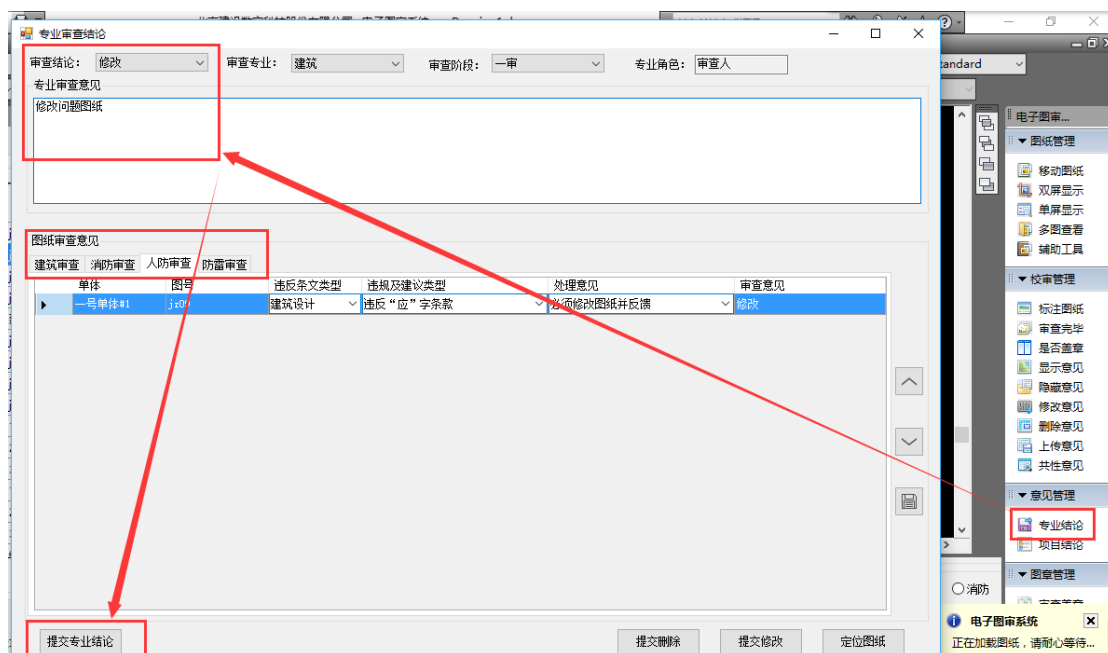 专业审查结论
审查结论： 修改 审查专业： 建筑 审查阶段： 一审 专业角色： 审查人
专业审查意见
修改问题图纸
图纸审查意见
建筑审查 消防审查 人防审查 防雷审查
单体 图号 违反条文类型 违规及建议类型 处理意见 审查意见
一号单体#1 建筑设计 违反“应”字条款 必须修改图纸并反馈 修改
提交专业结论 提交删除 提交修改 定位图纸
tandard
电子图审...
图纸管理
移动图纸
双屏显示
单屏显示
多图查看
辅助工具
校审管理
标注图纸
审查完毕
是否盖章
显示意见
隐藏意见
修改意见
删除意见
上传意见
共性意见
意见管理
专业结论
项目结论
图章管理
消防
电子图审系统
正在加载图纸，请耐心等待...